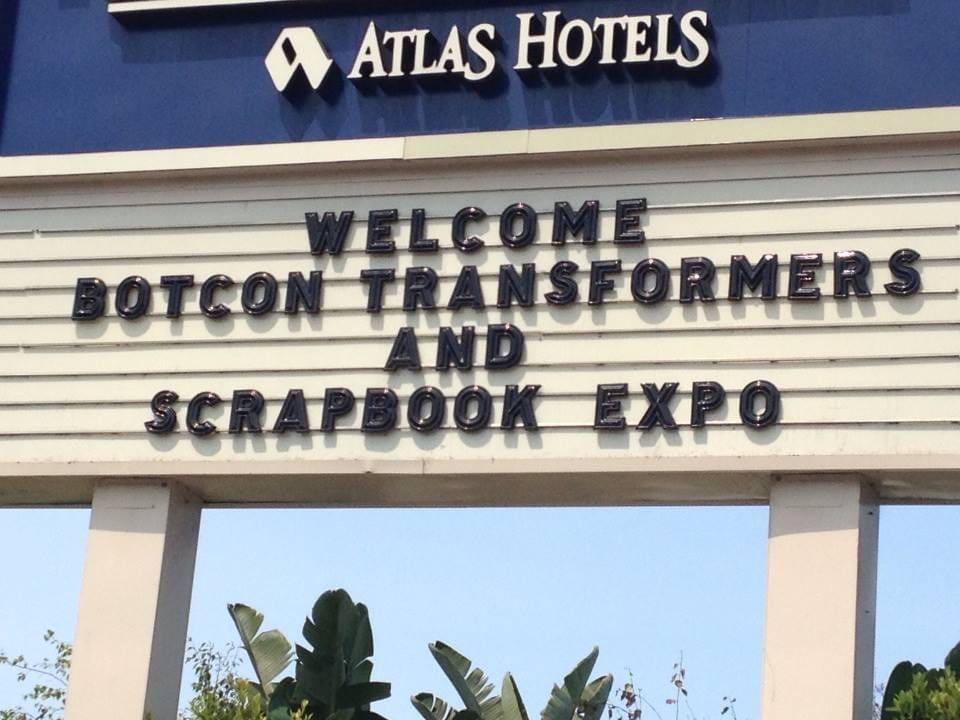 ATLAS HOTELS
WELCOME
BOTCON TRANSFORMERS
AND
SCRAPBOOK EXPO